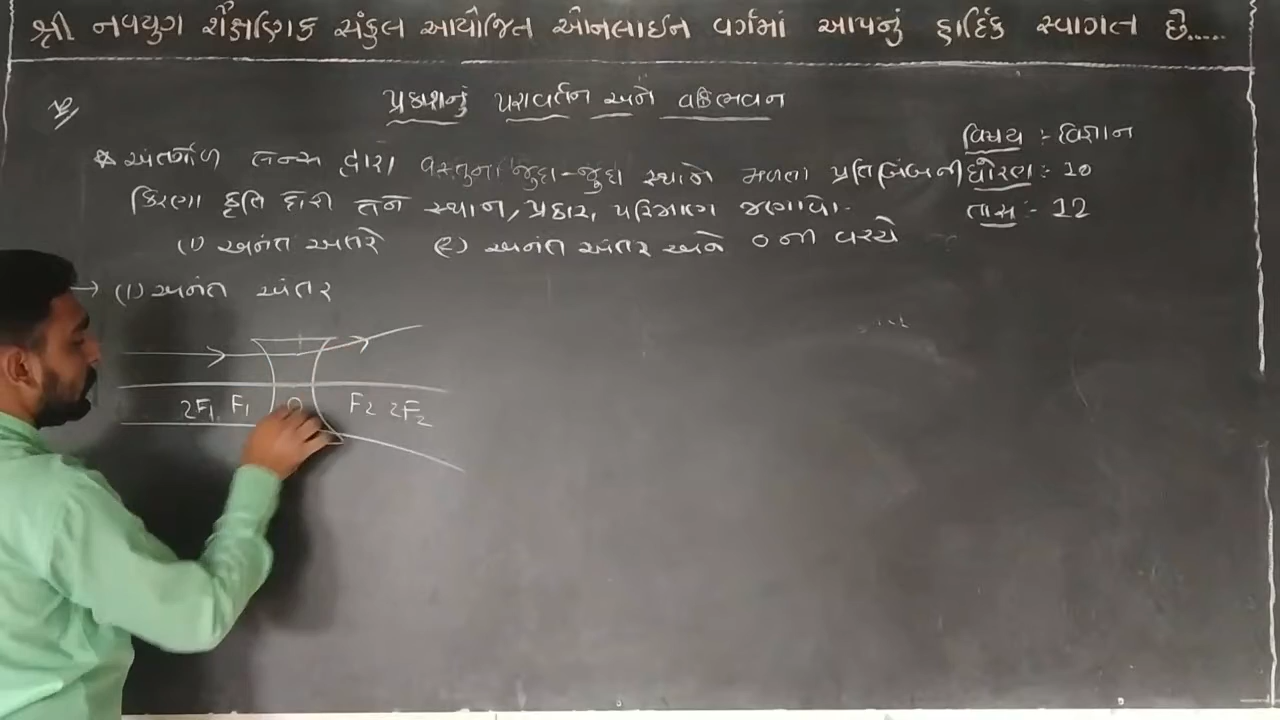 શ્રી નવયુગ શૈક્ષણિક સંકુલ આયોજિત ઓનલાઇન વર્ગમાં આપનું હાર્દિક સ્વાગત છે.....
પ્રકાશનું પરાવર્તન અને વક્રિભવન
વિષય :- વિજ્ઞાન
ધોરણ :- 10
તાસ :- 12
* અંતર્ગોળ લેન્સ દ્વારા વસ્તુના જુદા-જુદા સ્થાને મળતા પ્રતિબિંબની
કિરણા કૃતિ દોરી તેના સ્થાન, પ્રકાર, પરિમાણ જણાવો.
(1) અનંત અંતરે (2) અનંત અંતર અને O ની વચ્ચે
→ (1) અનંત અંતર
2F1 F1 O F2 2F2